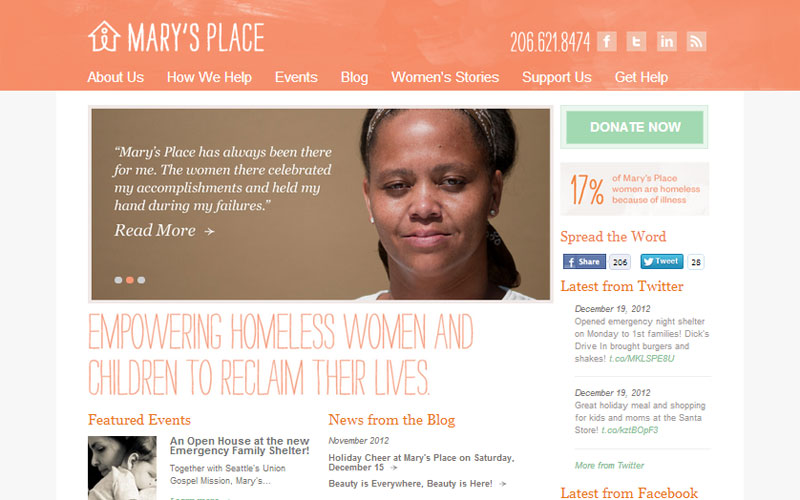 MARY'S PLACE
206.621.8474
About Us How We Help Events Blog Women's Stories Support Us Get Help
“Mary's Place has always been there
for me. The women there celebrated
my accomplishments and held my
hand during my failures.”
Read More →
DONATE NOW
17%
of Mary's Place
women are homeless
because of illness
Spread the Word
Share 206 Tweet 28
Latest from Twitter
December 19, 2012
Opened emergency night shelter
on Monday to 1st families! Dick's
Drive In brought burgers and
shakes! t.co/MKLSPE8U
December 19, 2012
Great holiday meal and shopping
for kids and moms at the Santa
Store! t.co/kztBOpF3
More from Twitter
Latest from Facebook
EMPOWERING HOMELESS WOMEN AND
CHILDREN TO RECLAIM THEIR LIVES.
Featured Events
An Open House at the new
Emergency Family Shelter!
Together with Seattle's Union
Gospel Mission, Mary's...
News from the Blog
November 2012
Holiday Cheer at Mary's Place on Saturday,
December 15 →
Beauty is Everywhere, Beauty is Here! →